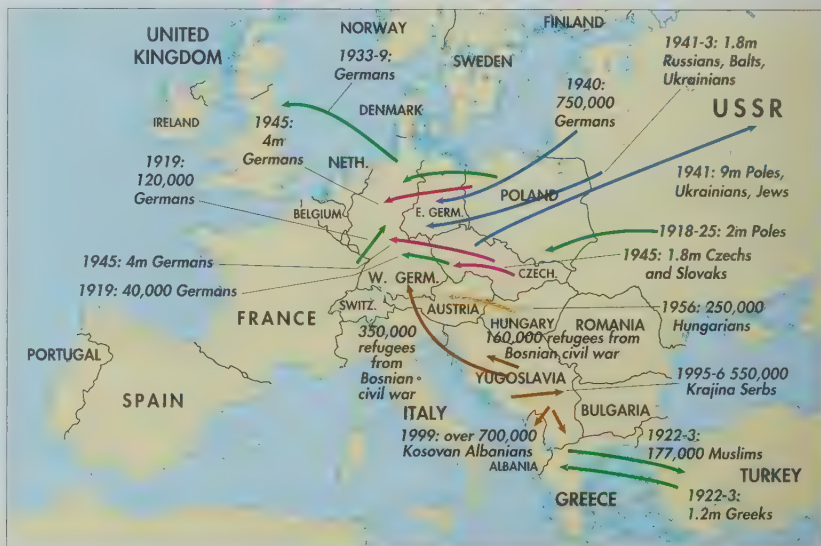 UNITED
KINGDOM
NORWAY
FINLAND
SWEDEN
1933-9:
Germans
1941-3: 1.8m
Russians, Balts,
Ukrainians
USSR
1940:
750,000
Germans
DENMARK
IRELAND
1945:
4m
Germans
NETH.
1919:
120,000
Germans
POLAND
1941: 9m Poles,
Ukrainians, Jews
BELGIUM
E. GERM.
1918-25: 2m Poles
1945: 1.8m Czechs
and Slovaks
1945: 4m Germans
1919: 40,000 Germans
W. GERM.
CZECH.
SWITZ.
AUSTRIA
1956: 250,000
Hungarians
FRANCE
HUNGARY
ROMANIA
350,000
refugees
from
Bosnian
civil war
160,000 refugees from
Bosnian civil war
PORTUGAL
SPAIN
YUGOSLAVIA
1995-6 550,000
Krajina Serbs
ITALY
BULGARIA
1999: over 700,000
Kosovan Albanians
ALBANIA
1922-3:
177,000 Muslims
TURKEY
GREECE
1922-3:
1.2m Greeks